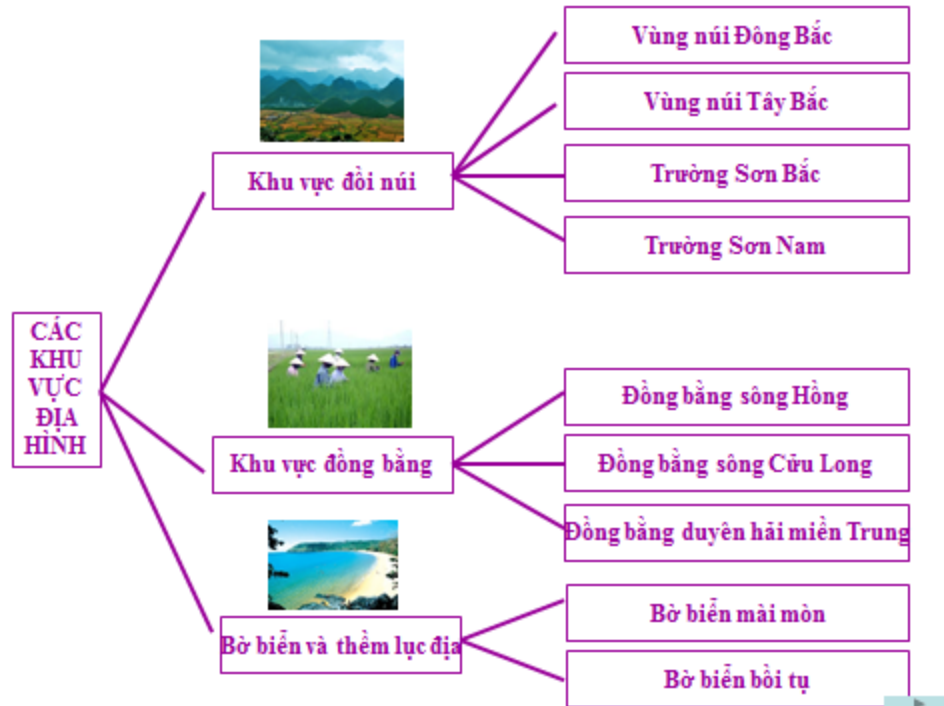 Vùng núi Đông Bắc
Vùng núi Tây Bắc
Khu vực đồi núi
Trường Sơn Bắc
Trường Sơn Nam
CÁC
KHU
VỰC
ĐỊA
HÌNH
Đồng bằng sông Hồng
Khu vực đồng bằng
Đồng bằng sông Cửu Long
Đồng bằng duyên hải miền Trung
Bờ biển và thềm lục địa
Bờ biển mài mòn
Bờ biển bồi tụ